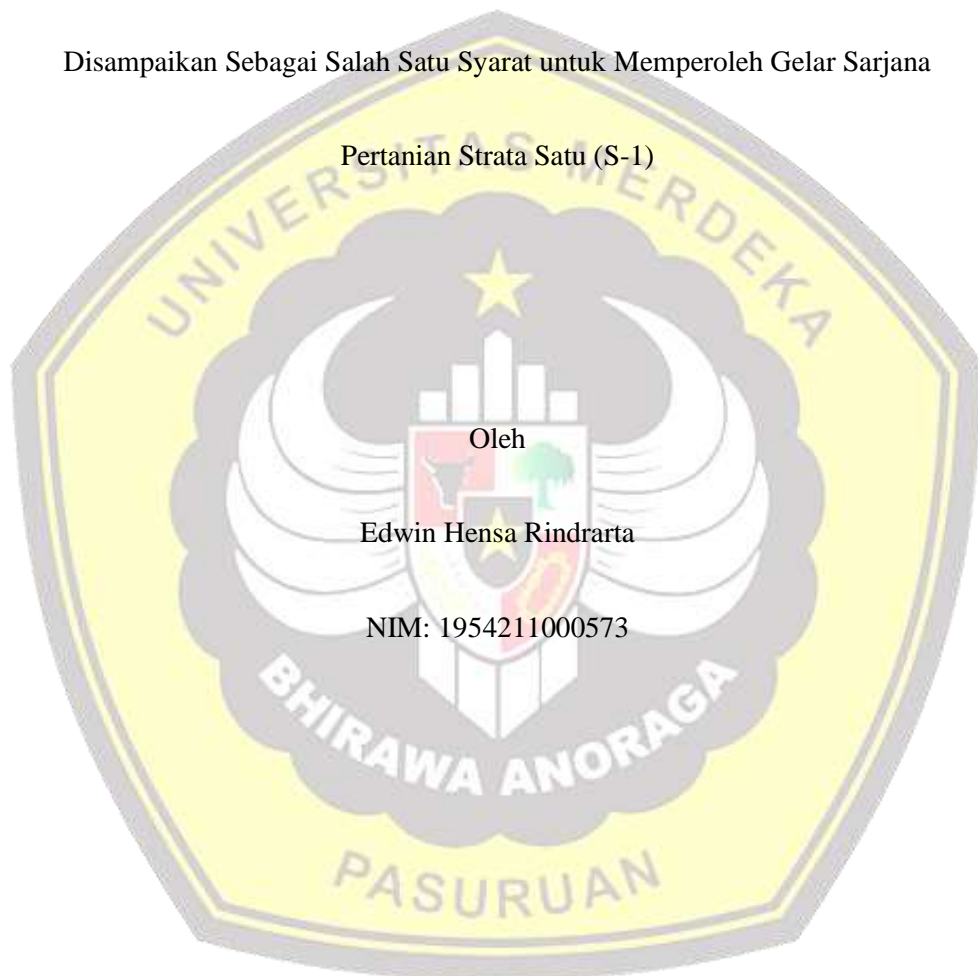 Disampaikan Sebagai Salah Satu Syarat untuk Memperoleh Gelar Sarjana
Pertanian Strata Satu (S-1)
UNIVERSITAS MERDEKA
Oleh
Edwin Hensa Rindrarta
NIM: 1954211000573
BHIRAWA ANORAGA
PASURUAN